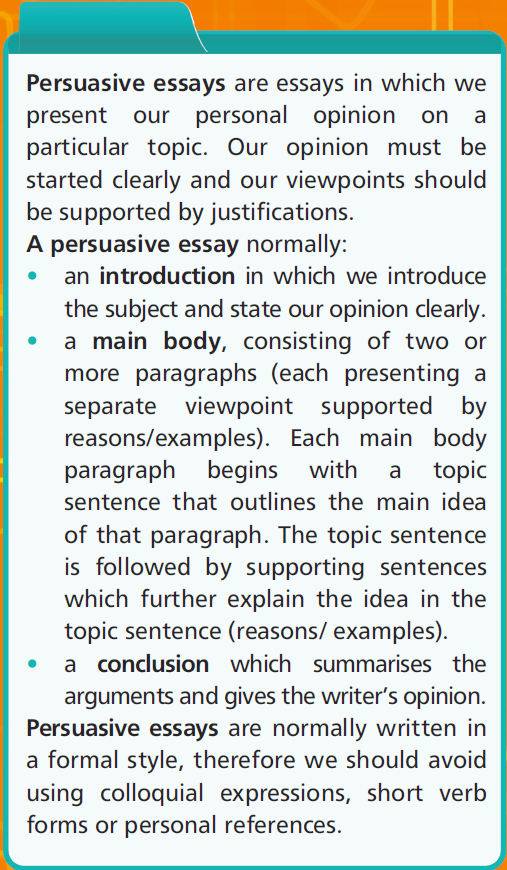 Persuasive essays are essays in which we
present our personal opinion on a
particular topic. Our opinion must be
started clearly and our viewpoints should
be supported by justifications.
A persuasive essay normally:
• an introduction in which we introduce
the subject and state our opinion clearly.
• a main body, consisting of two or
more paragraphs (each presenting a
separate viewpoint supported by
reasons/examples). Each main body
paragraph begins with a topic
sentence that outlines the main idea
of that paragraph. The topic sentence
is followed by supporting sentences
which further explain the idea in the
topic sentence (reasons/ examples).
• a conclusion which summarises the
arguments and gives the writer's opinion.
Persuasive essays are normally written in
a formal style, therefore we should avoid
using colloquial expressions, short verb
forms or personal references.